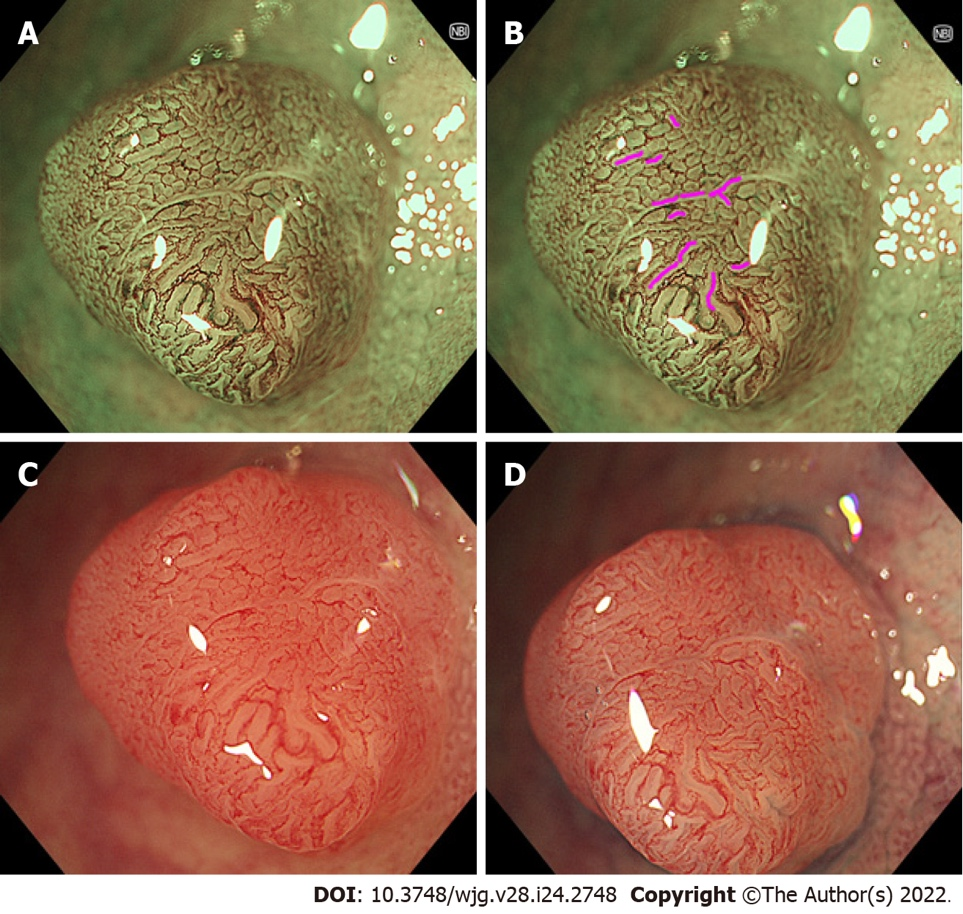 A
NBI
B
NBI
C
D
DOI: 10.3748/wjg.v28.i24.2748 Copyright ©The Author(s) 2022.